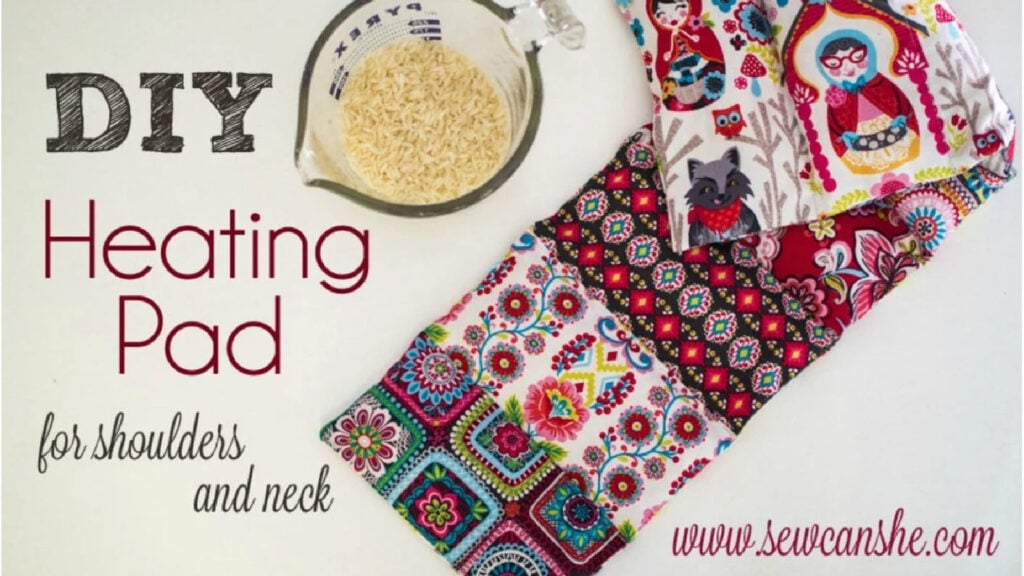 PYREX
DIY
Heating
Pad
for shoulders
and neck
www.sewcanshe.com